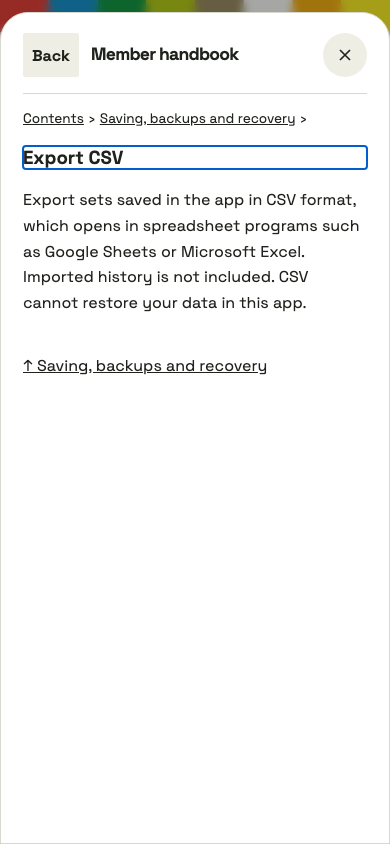 Back Member handbook ×
Contents > Saving, backups and recovery >
Export CSV
Export sets saved in the app in CSV format,
which opens in spreadsheet programs such
as Google Sheets or Microsoft Excel.
Imported history is not included. CSV
cannot restore your data in this app.
↑ Saving, backups and recovery